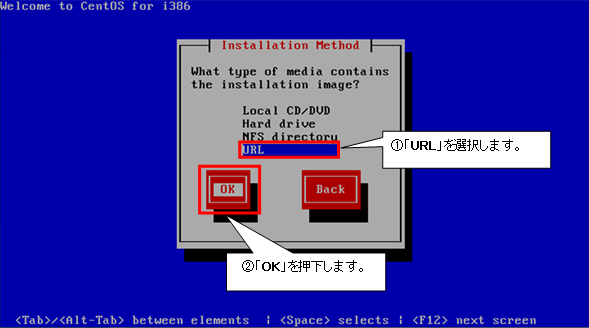 Welcome to CentOS for i386
Installation Method
What type of media contains
the installation image?
Local CD/DVD
Hard drive
NFS directory
URL
①「URL」を選択します。
OK
Back
②「OK」を押下します。
<Tab>/<Alt-Tab> between elements | <Space> selects | <F12> next screen